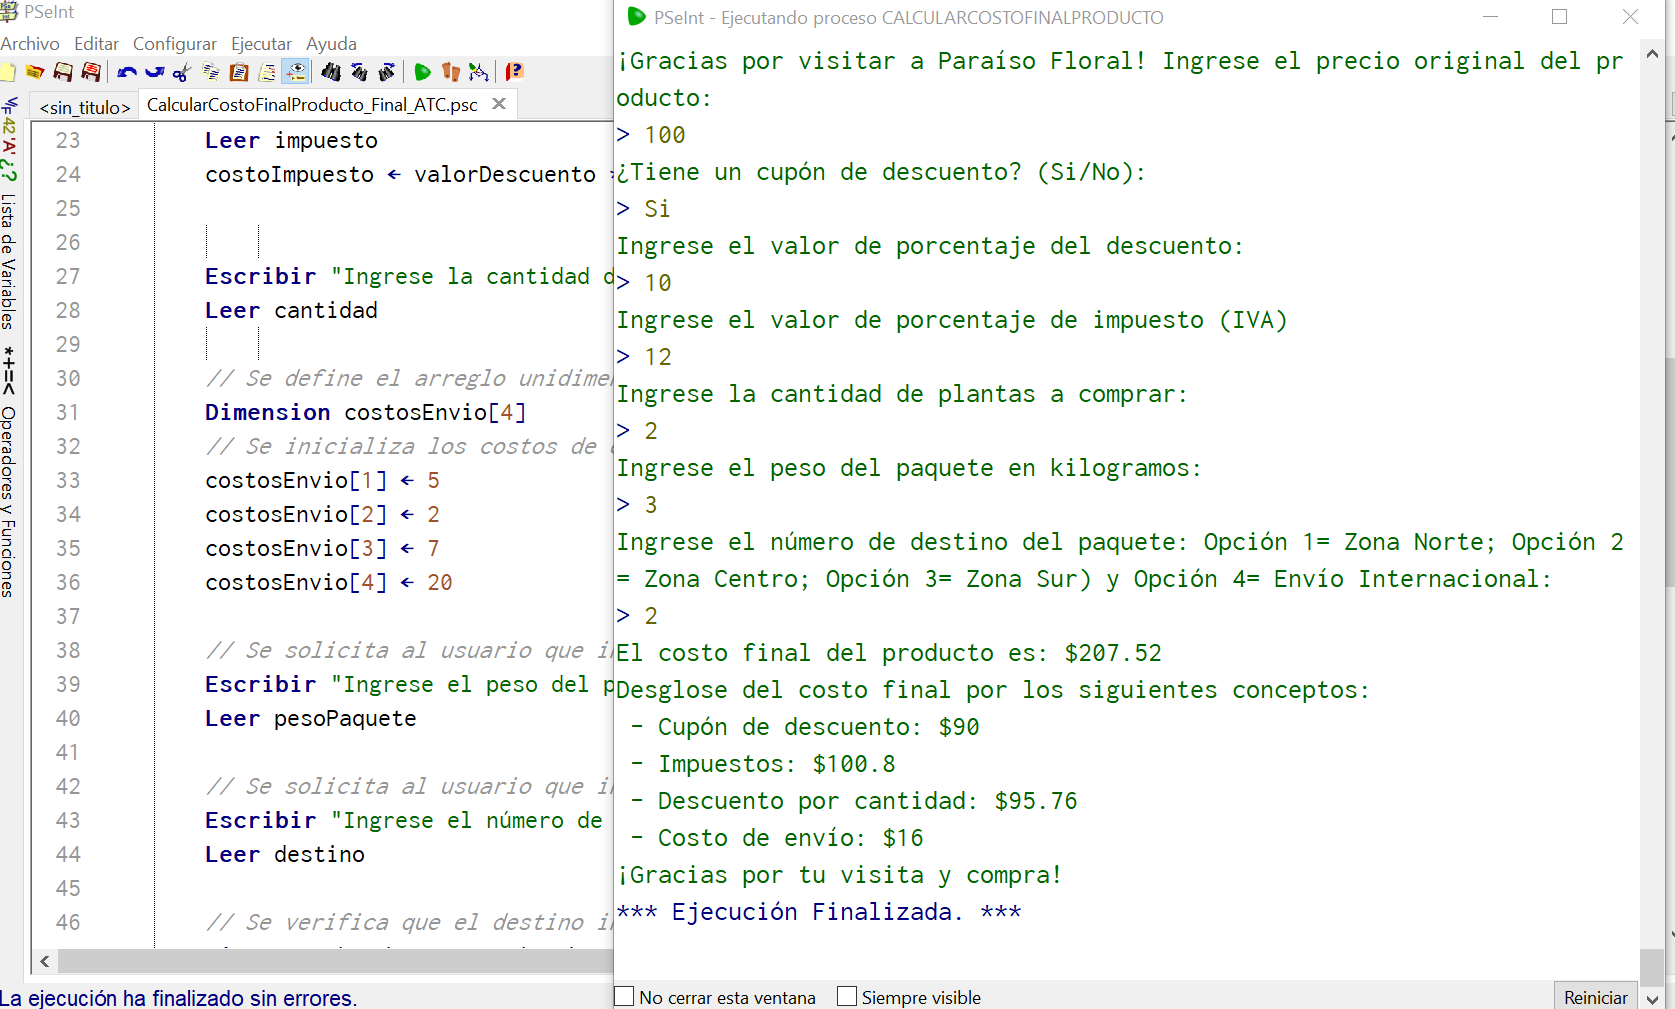 PSeInt
Archivo Editar Configurar Ejecutar Ayuda
<sin_titulo> CalcularCostoFinalProducto_Final_ATC.psc
Lista de Variables
*+=< Operadores y Funciones
23 Leer impuesto
24 costoImpuesto ← valorDescuento
25
26
27 Escribir "Ingrese la cantidad d
28 Leer cantidad
29
30 // Se define el arreglo unidimen
31 Dimension costosEnvio[4]
32 // Se inicializa los costos de
33 costosEnvio[1] ← 5
34 costosEnvio[2] ← 2
35 costosEnvio[3] ← 7
36 costosEnvio[4] ← 20
37
38 // Se solicita al usuario que in
39 Escribir "Ingrese el peso del p
40 Leer pesoPaquete
41
42 // Se solicita al usuario que in
43 Escribir "Ingrese el número de
44 Leer destino
45
46 // Se verifica que el destino in
La ejecución ha finalizado sin errores.
PSeInt - Ejecutando proceso CALCULARCOSTOFINALPRODUCTO
¡Gracias por visitar a Paraíso Floral! Ingrese el precio original del pr
oducto:
> 100
¿Tiene un cupón de descuento? (Si/No):
> Si
Ingrese el valor de porcentaje del descuento:
> 10
Ingrese el valor de porcentaje de impuesto (IVA)
> 12
Ingrese la cantidad de plantas a comprar:
> 2
Ingrese el peso del paquete en kilogramos:
> 3
Ingrese el número de destino del paquete: Opción 1= Zona Norte; Opción 2
= Zona Centro; Opción 3= Zona Sur) y Opción 4= Envío Internacional:
> 2
El costo final del producto es: $207.52
Desglose del costo final por los siguientes conceptos:
- Cupón de descuento: $90
- Impuestos: $100.8
- Descuento por cantidad: $95.76
- Costo de envío: $16
¡Gracias por tu visita y compra!
*** Ejecución Finalizada. ***
No cerrar esta ventana Siempre visible Reiniciar